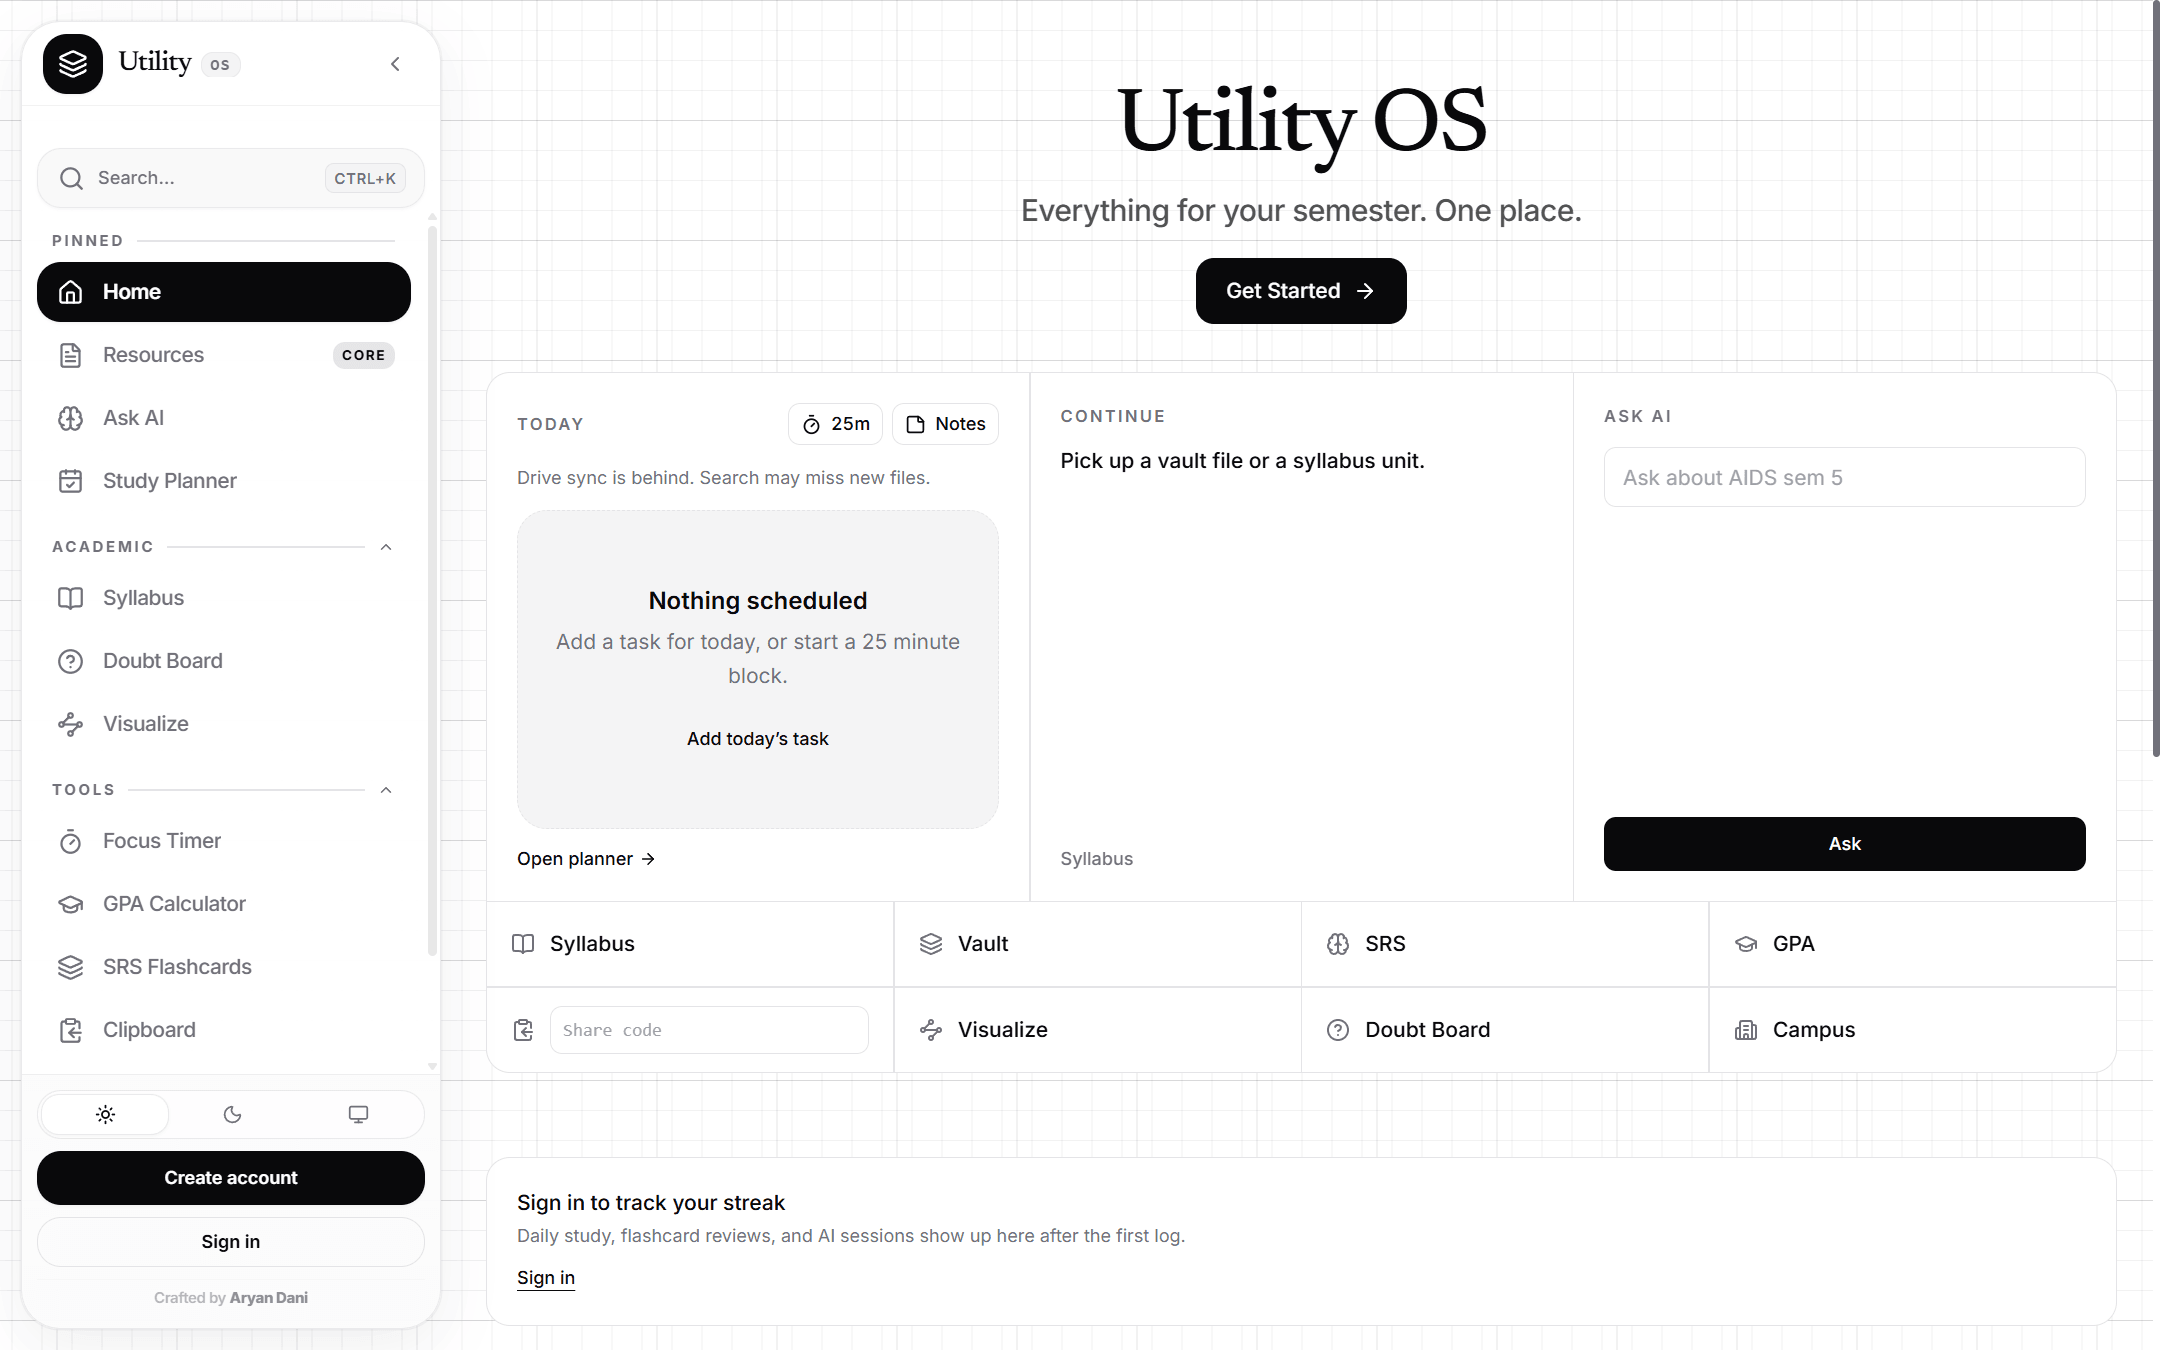 Utility OS
Search...
CTRL+K
PINNED
Home
Resources CORE
Ask AI
Study Planner
ACADEMIC
Syllabus
Doubt Board
Visualize
TOOLS
Focus Timer
GPA Calculator
SRS Flashcards
Clipboard
Create account
Sign in
Crafted by Aryan Dani
Utility OS
Everything for your semester. One place.
Get Started
TODAY
25m
Notes
Drive sync is behind. Search may miss new files.
Nothing scheduled
Add a task for today, or start a 25 minute
block.
Add today’s task
Open planner
CONTINUE
Pick up a vault file or a syllabus unit.
Syllabus
ASK AI
Ask about AIDS sem 5
Ask
Syllabus
Vault
SRS
GPA
Share code
Visualize
Doubt Board
Campus
Sign in to track your streak
Daily study, flashcard reviews, and AI sessions show up here after the first log.
Sign in